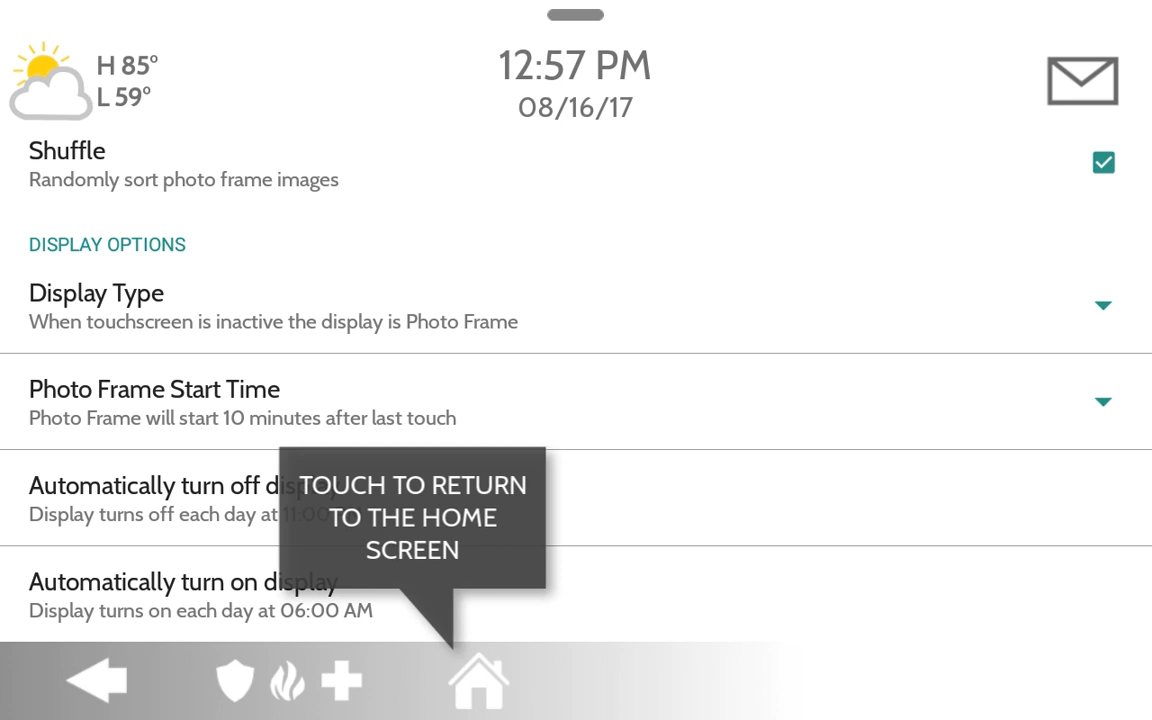 H 85°
L 59°
12:57 PM
08/16/17
Shuffle
Randomly sort photo frame images
DISPLAY OPTIONS
Display Type
When touchscreen is inactive the display is Photo Frame
Photo Frame Start Time
Photo Frame will start 10 minutes after last touch
Automatically turn off display
Display turns off each day at 11:00
TOUCH TO RETURN
TO THE HOME
SCREEN
Automatically turn on display
Display turns on each day at 06:00 AM